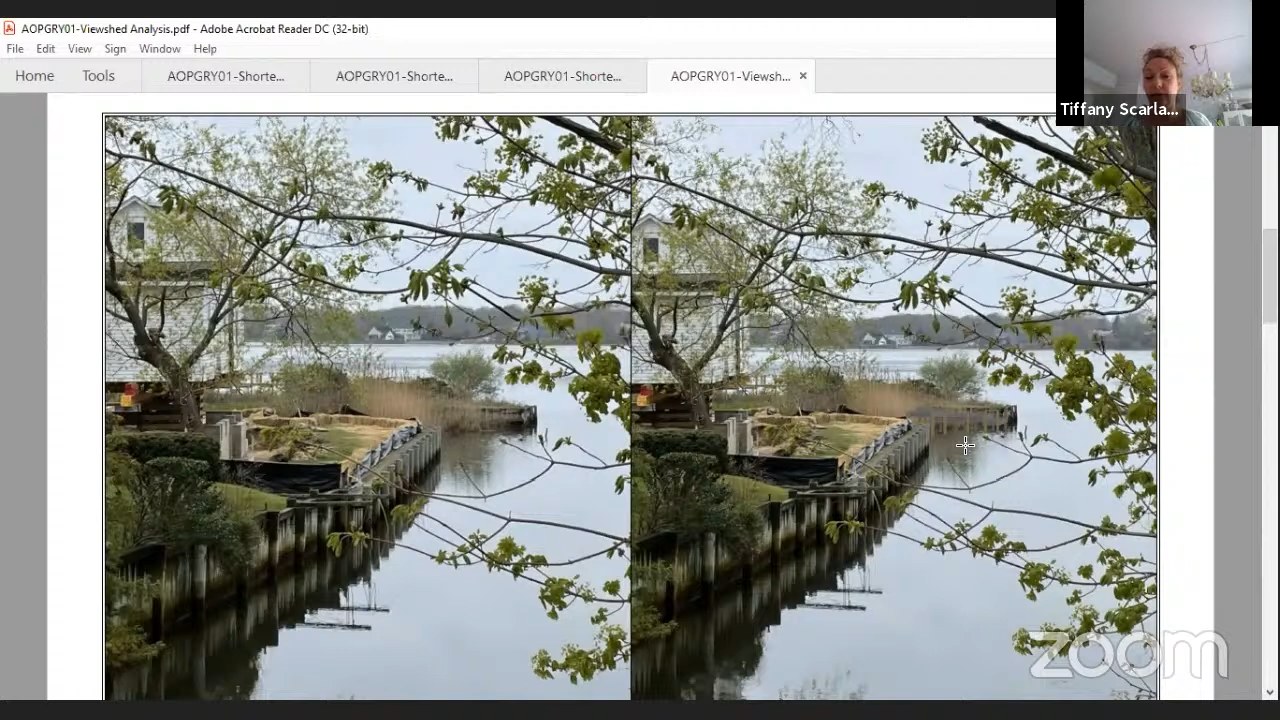 AOPGRY01-Viewshed Analysis.pdf - Adobe Acrobat Reader DC (32-bit)
File Edit View Sign Window Help
Home Tools AOPGRY01-Shorte... AOPGRY01-Shorte... AOPGRY01-Shorte... AOPGRY01-Viewsh... ×
Tiffany Scarla...
zoom